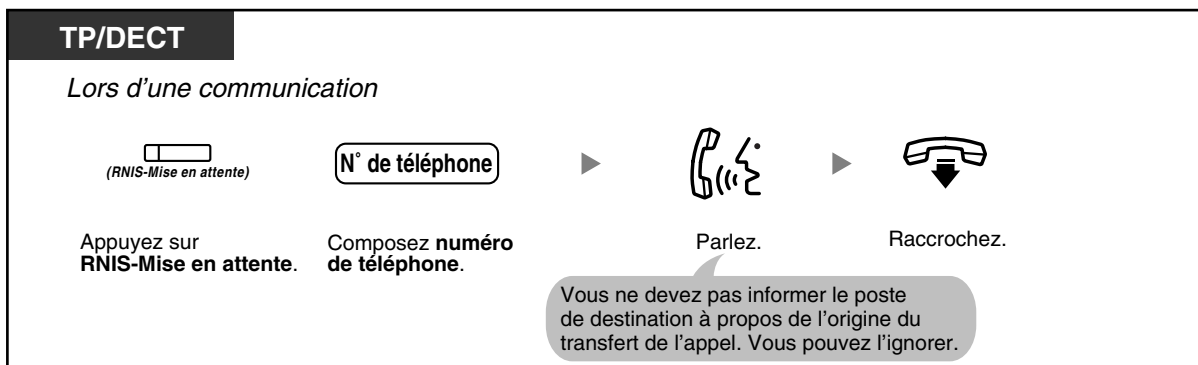 TP/DECT
Lors d'une communication
(RNIS-Mise en attente)
N° de téléphone
Appuyez sur
RNIS-Mise en attente.
Composez numéro
de téléphone.
Parlez.
Raccrochez.
Vous ne devez pas informer le poste
de destination à propos de l'origine du
transfert de l'appel. Vous pouvez l'ignorer.